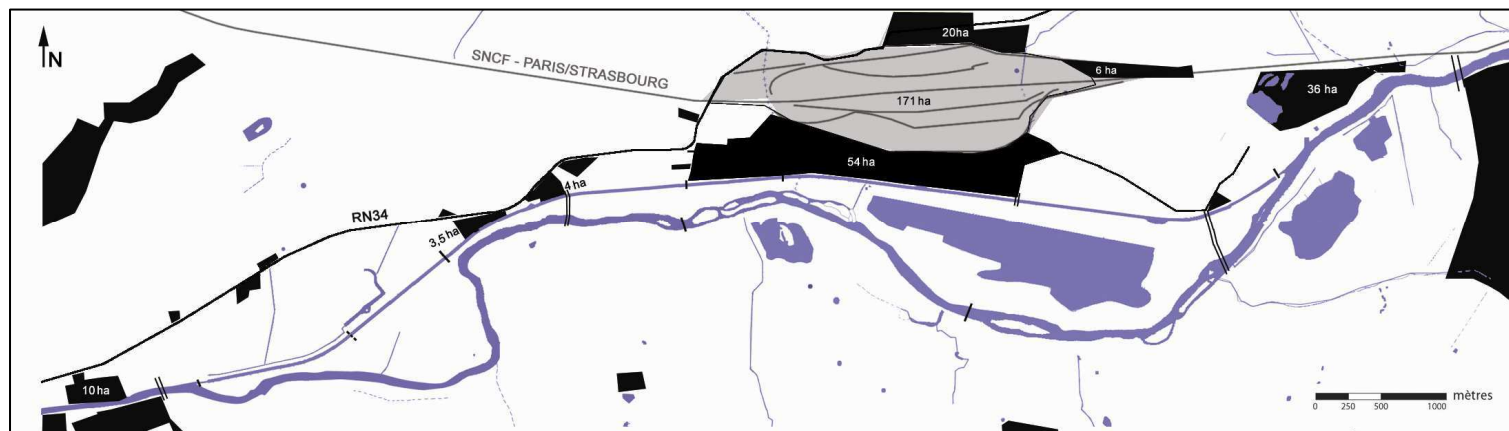 N
SNCF - PARIS/STRASBOURG
20ha
6 ha
171 ha
36 ha
54 ha
4 ha
RN34
3,5 ha
10 ha
mètres
0 250 500 1000